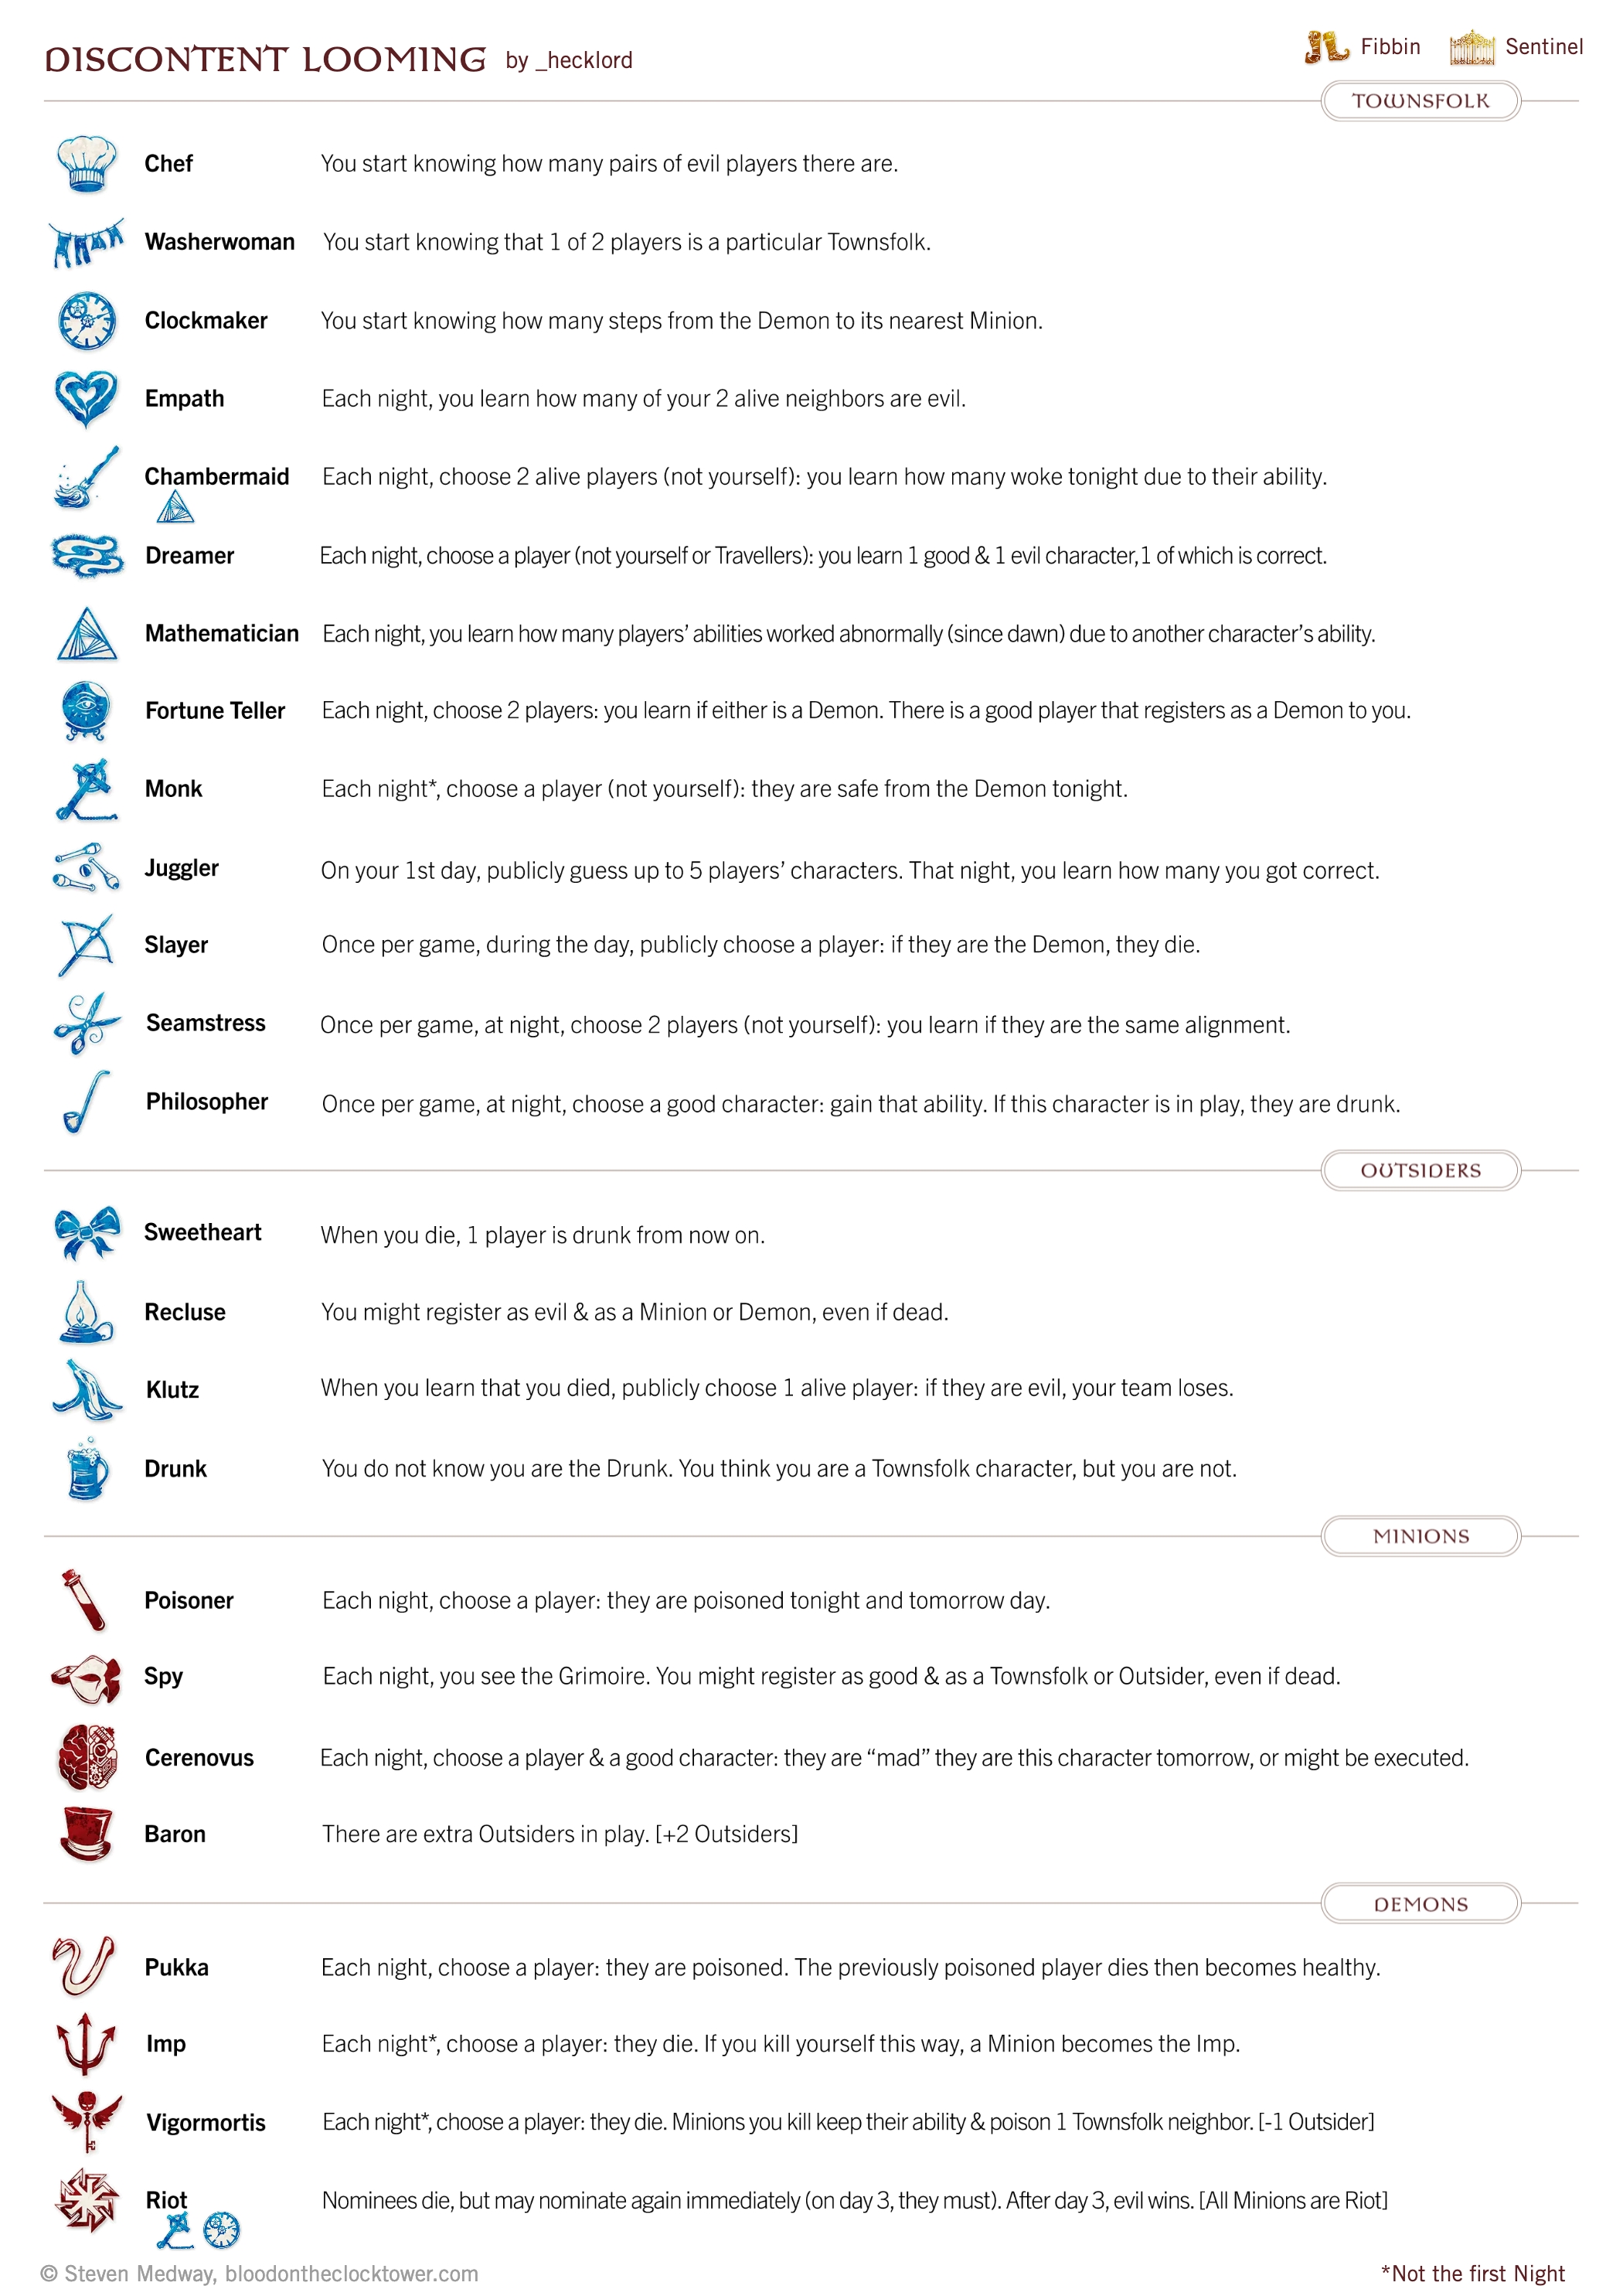 DISCONTENT LOOMING by _hecklord
Fibbin Sentinel
TOWNSFOLK
Chef You start knowing how many pairs of evil players there are.
Washerwoman You start knowing that 1 of 2 players is a particular Townsfolk.
Clockmaker You start knowing how many steps from the Demon to its nearest Minion.
Empath Each night, you learn how many of your 2 alive neighbors are evil.
Chambermaid Each night, choose 2 alive players (not yourself): you learn how many woke tonight due to their ability.
Dreamer Each night, choose a player (not yourself or Travellers): you learn 1 good & 1 evil character, 1 of which is correct.
Mathematician Each night, you learn how many players' abilities worked abnormally (since dawn) due to another character's ability.
Fortune Teller Each night, choose 2 players: you learn if either is a Demon. There is a good player that registers as a Demon to you.
Monk Each night*, choose a player (not yourself): they are safe from the Demon tonight.
Juggler On your 1st day, publicly guess up to 5 players' characters. That night, you learn how many you got correct.
Slayer Once per game, during the day, publicly choose a player: if they are the Demon, they die.
Seamstress Once per game, at night, choose 2 players (not yourself): you learn if they are the same alignment.
Philosopher Once per game, at night, choose a good character: gain that ability. If this character is in play, they are drunk.
OUTSIDERS
Sweetheart When you die, 1 player is drunk from now on.
Recluse You might register as evil & as a Minion or Demon, even if dead.
Klutz When you learn that you died, publicly choose 1 alive player: if they are evil, your team loses.
Drunk You do not know you are the Drunk. You think you are a Townsfolk character, but you are not.
MINIONS
Poisoner Each night, choose a player: they are poisoned tonight and tomorrow day.
Spy Each night, you see the Grimoire. You might register as good & as a Townsfolk or Outsider, even if dead.
Cerenovus Each night, choose a player & a good character: they are “mad” they are this character tomorrow, or might be executed.
Baron There are extra Outsiders in play. [+2 Outsiders]
DEMONS
Pukka Each night, choose a player: they are poisoned. The previously poisoned player dies then becomes healthy.
Imp Each night*, choose a player: they die. If you kill yourself this way, a Minion becomes the Imp.
Vigormortis Each night*, choose a player: they die. Minions you kill keep their ability & poison 1 Townsfolk neighbor. [-1 Outsider]
Riot Nominees die, but may nominate again immediately (on day 3, they must). After day 3, evil wins. [All Minions are Riot]
© Steven Medway, bloodontheclocktower.com
*Not the first Night